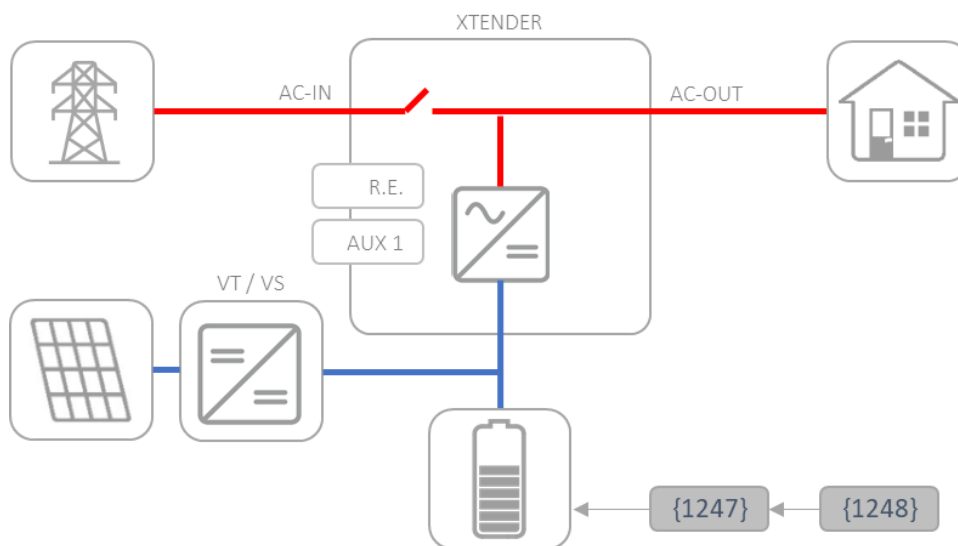 XTENDER
AC-IN
AC-OUT
R.E.
AUX 1
VT / VS
{1247}
{1248}